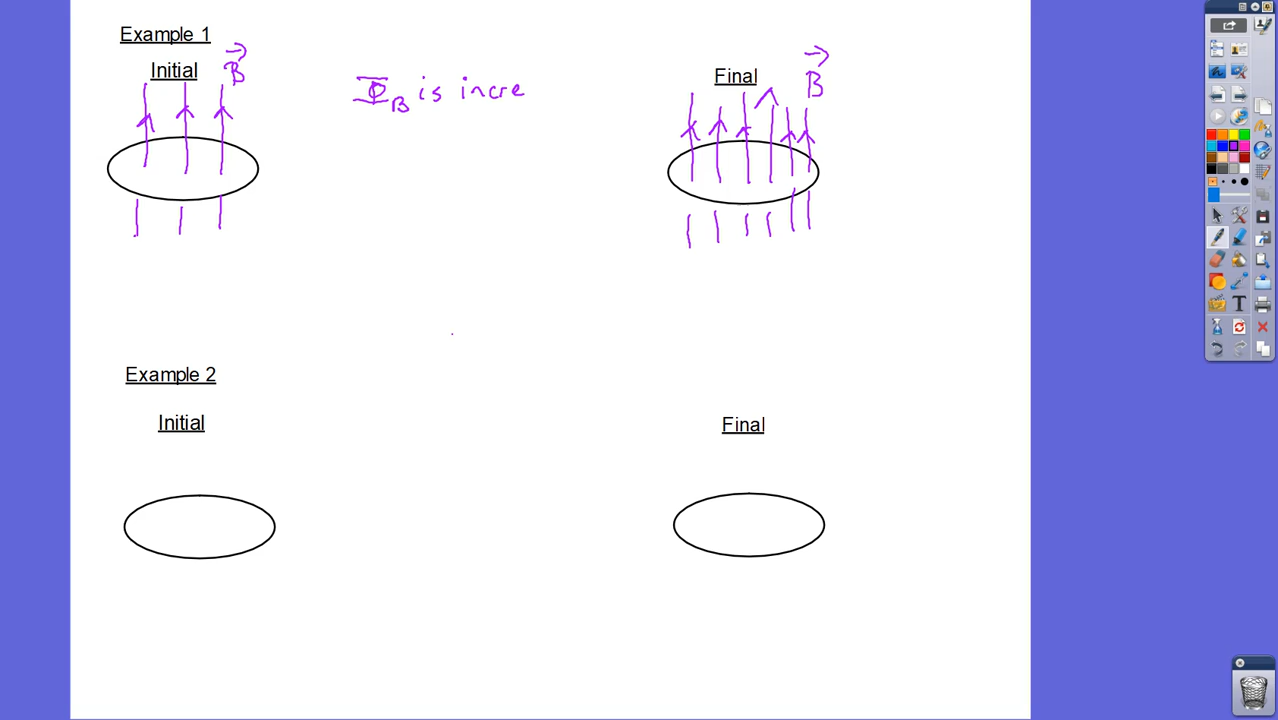 Example 1
Initial
B⃗
Φ_B is incre
Final
B⃗
Example 2
Initial
Final
T